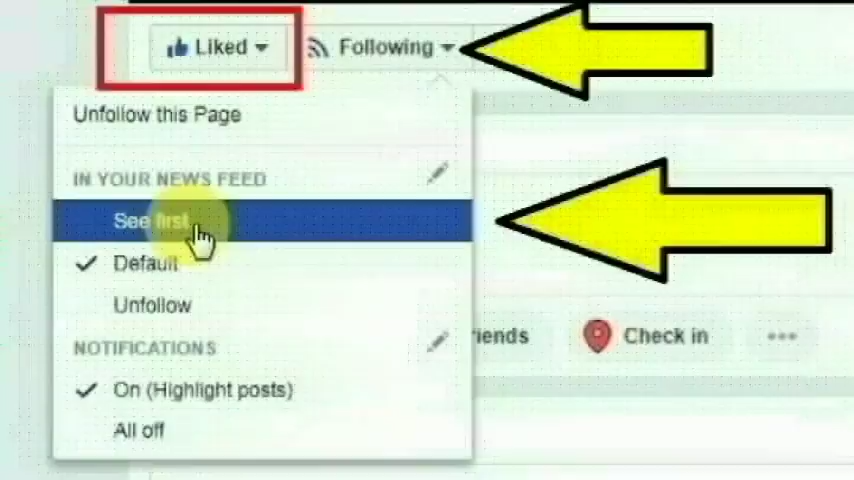 Liked Following
Unfollow this Page
IN YOUR NEWS FEED
See first
Default
Unfollow
iends Check in
NOTIFICATIONS
On (Highlight posts)
All off